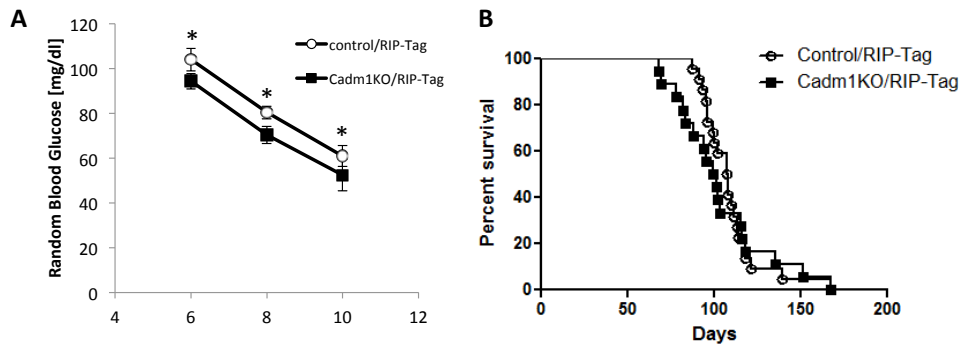 A
Random Blood Glucose [mg/dl]
120
100
80
60
40
20
0
4
6
8
10
12
*
*
*
control/RIP-Tag
Cadm1KO/RIP-Tag
B
Percent survival
100
80
60
40
20
0
0
50
100
150
200
Days
Control/RIP-Tag
Cadm1KO/RIP-Tag